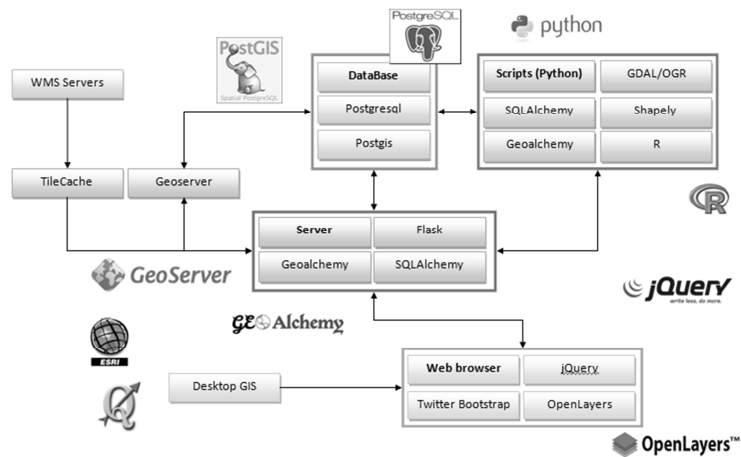 PostgreSQL
python
PostGIS
Spatial PostgreSQL
DataBase
Postgresql
Postgis
Scripts (Python)
GDAL/OGR
SQLAlchemy
Shapely
Geoalchemy
R
WMS Servers
TileCache
Geoserver
R
Server
Flask
Geoalchemy
SQLAlchemy
GeoServer
jQuery
write less, do more.
GEOAlchemy
ESRI
Web browser
jQuery
Twitter Bootstrap
OpenLayers
Desktop GIS
Q
OpenLayers™